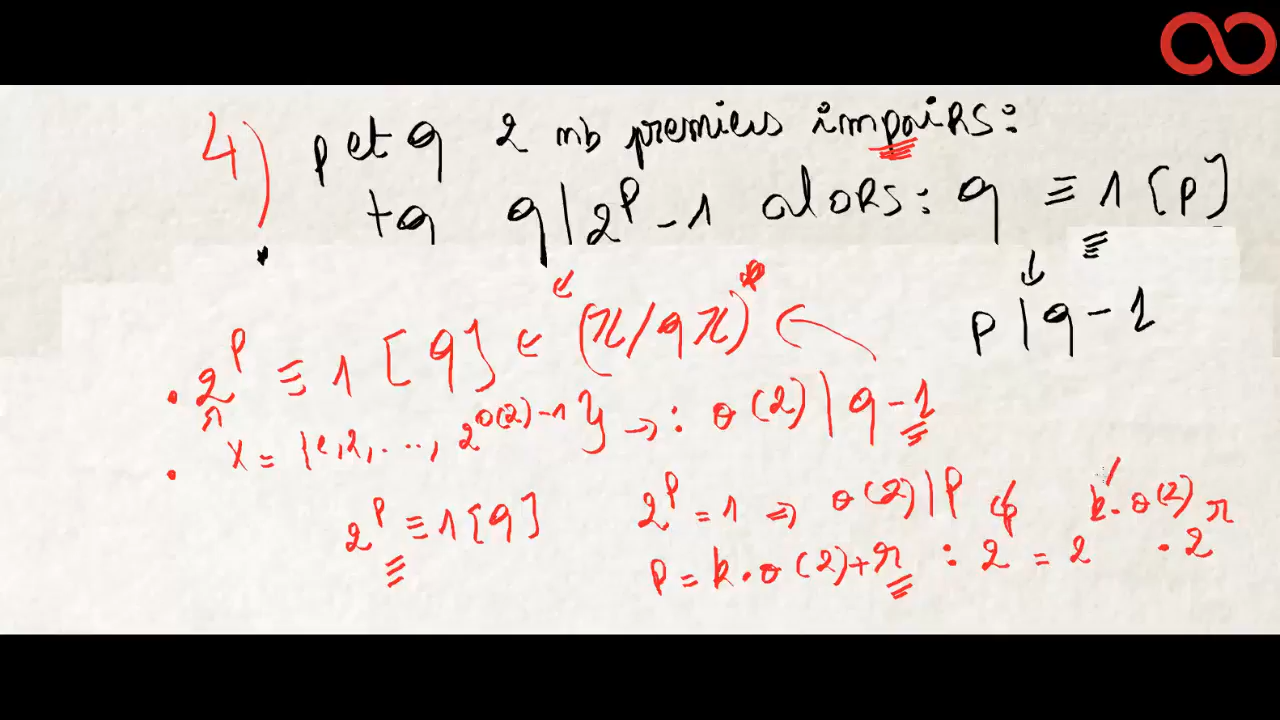 4) p et q 2 nb premiers impairs:
tq q | 2^p - 1 alors: q ≡ 1 [p]
↓
p | q - 1
• 2^p ≡ 1 [q] ∈ (ℤ/qℤ)*
• X = {e, 2, ..., 2^{o(2)-1}} → : o(2) | q - 1
2^p ≡ 1 [q] 2^p = 1 ⇒ o(2) | p
p = k·o(2) + r : 2^p = 2^{k·o(2)} · 2^r